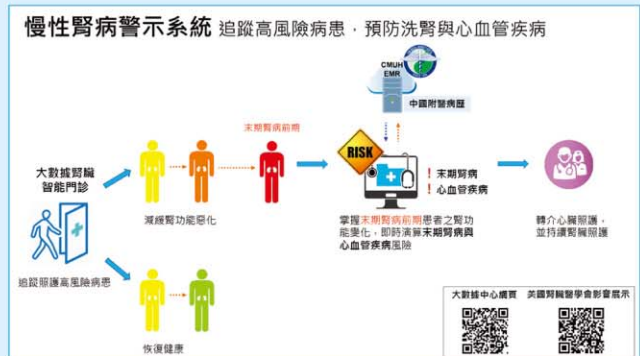 慢性腎病警示系統 追蹤高風險病患，預防洗腎與心血管疾病
CMUH
EMR
中國附醫病歷
末期腎病前期
RISK
! 末期腎病
! 心血管疾病
大數據腎臟
智能門診
減緩腎功能惡化
掌握末期腎病前期患者之腎功
能變化，即時演算末期腎病與
心血管疾病風險
轉介心臟照護，
並持續腎臟照護
追蹤照護高風險病患
恢復健康
大數據中心網頁
美國腎臟醫學會影音展示